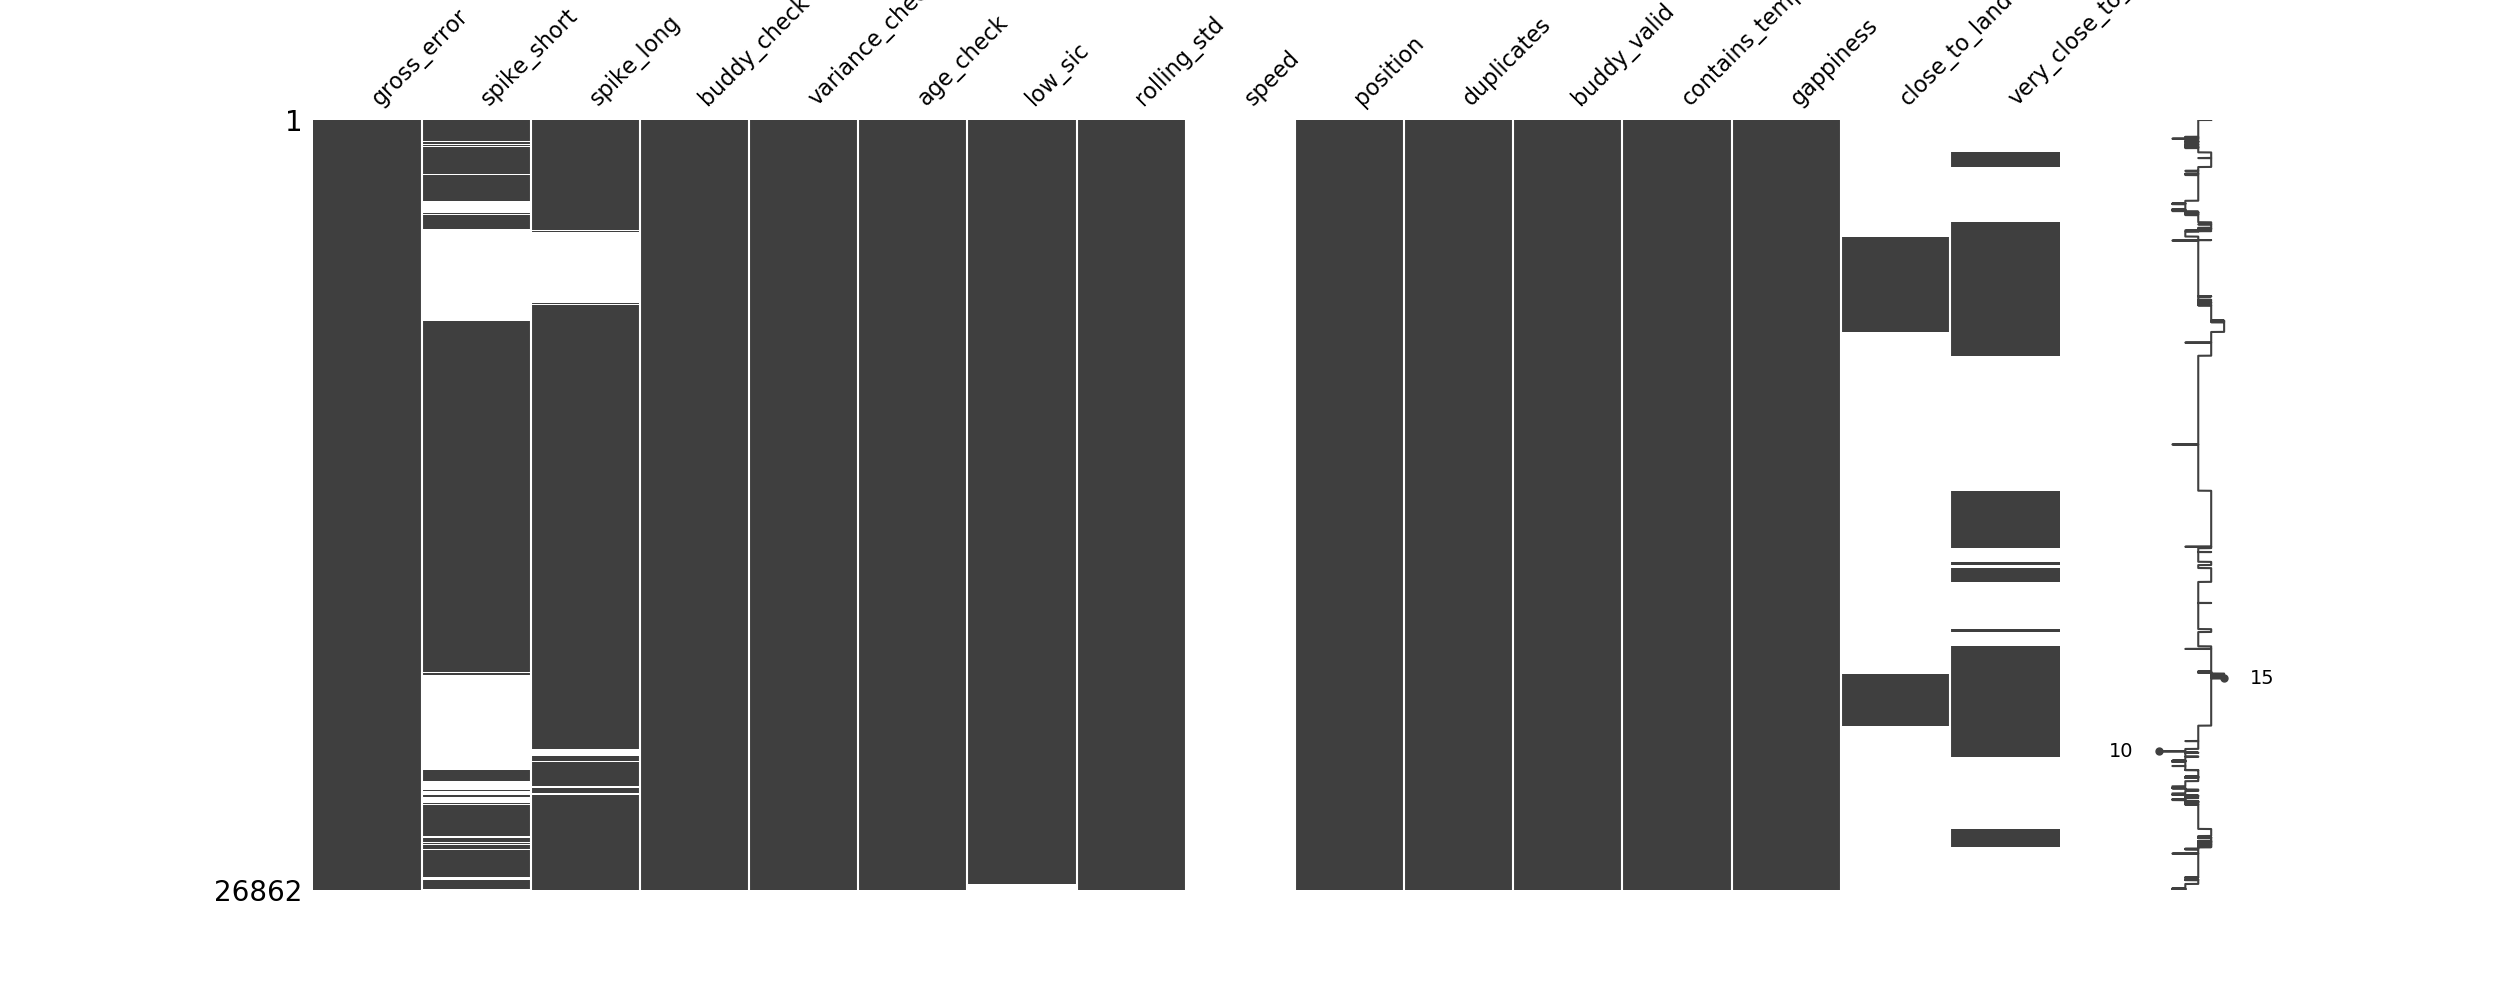 gross_error
spike_short
spike_long
buddy_check
variance_che
age_check
low_sic
rolling_std
speed
position
duplicates
buddy_valid
contains_temp
gappiness
close_to_land
very_close_to_
1
26862
15
10